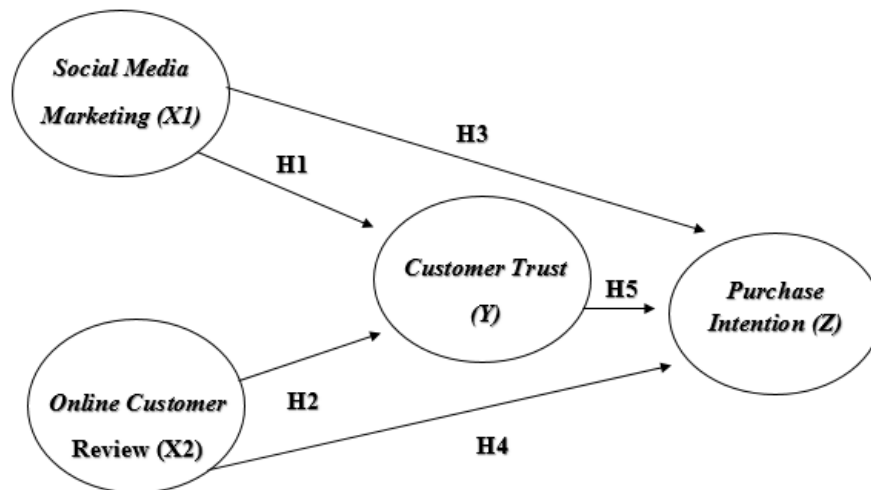 Social Media
Marketing (X1)
H3
H1
Customer Trust
(Y)
H5
Purchase
Intention (Z)
Online Customer
Review (X2)
H2
H4